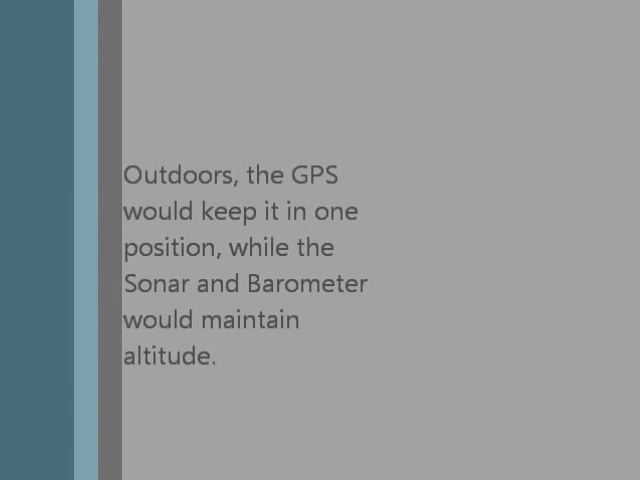 Outdoors, the GPS
would keep it in one
position, while the
Sonar and Barometer
would maintain
altitude.